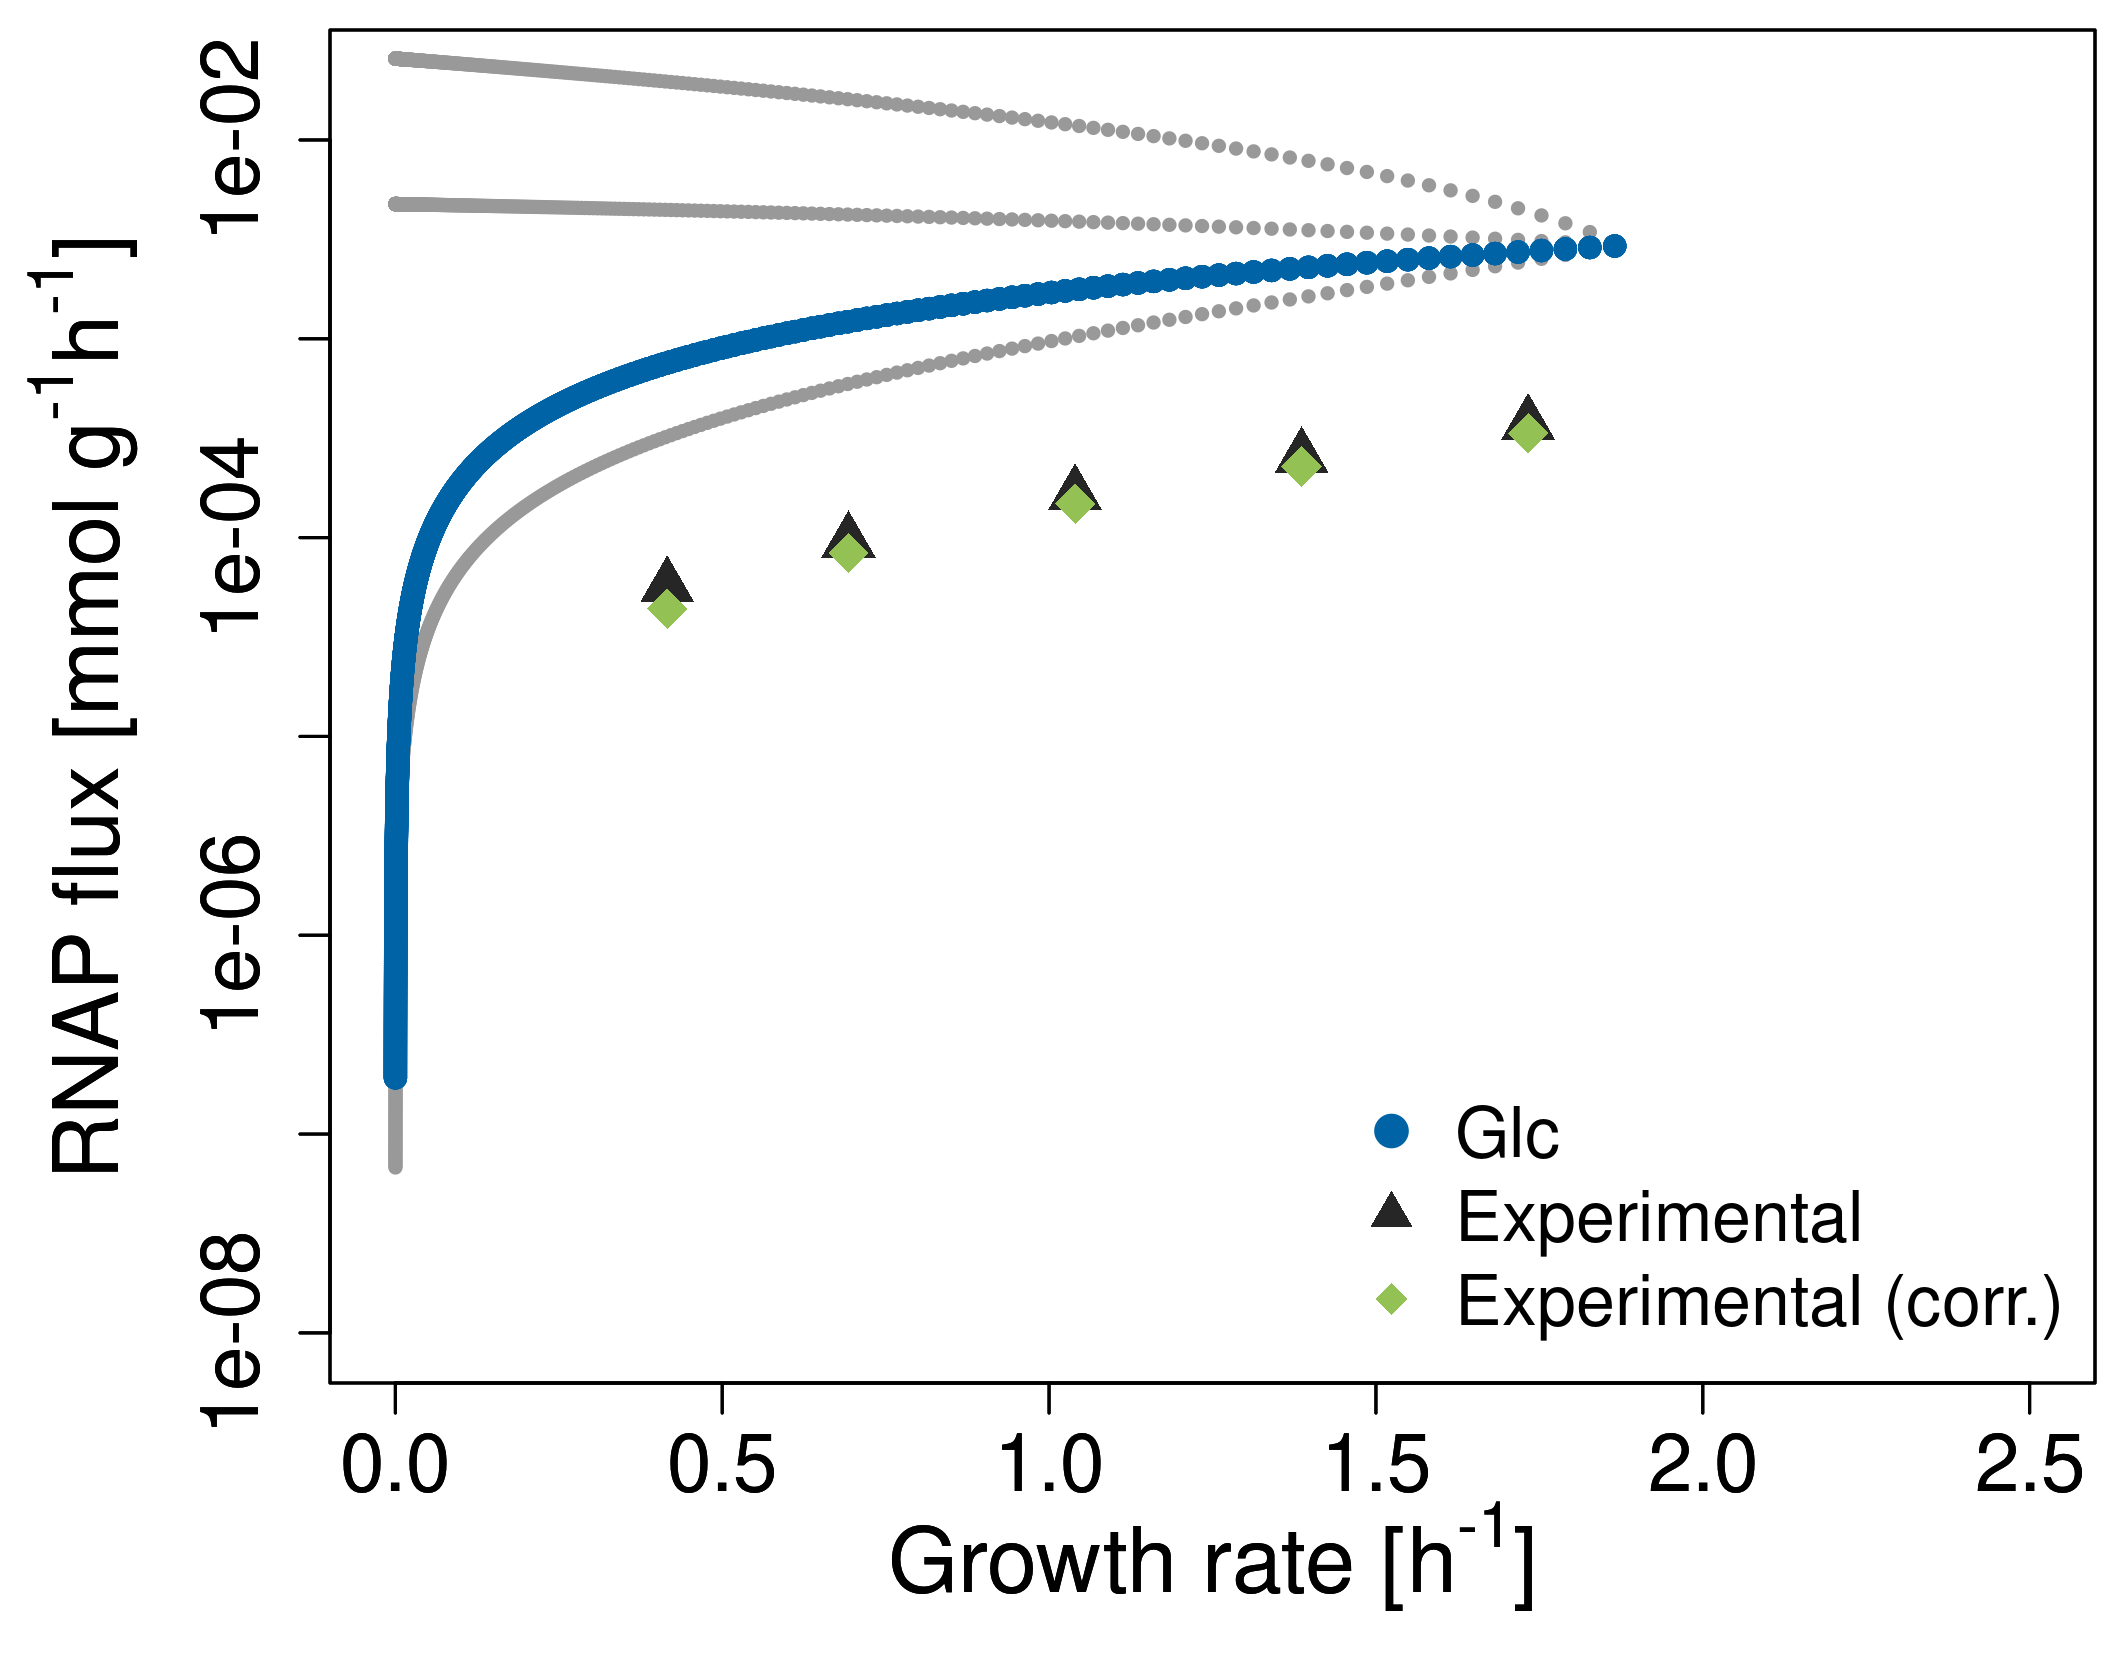 RNAP flux [mmol g⁻¹h⁻¹]
1e-02
1e-04
1e-06
1e-08
Glc
Experimental
Experimental (corr.)
0.0 0.5 1.0 1.5 2.0 2.5
Growth rate [h⁻¹]